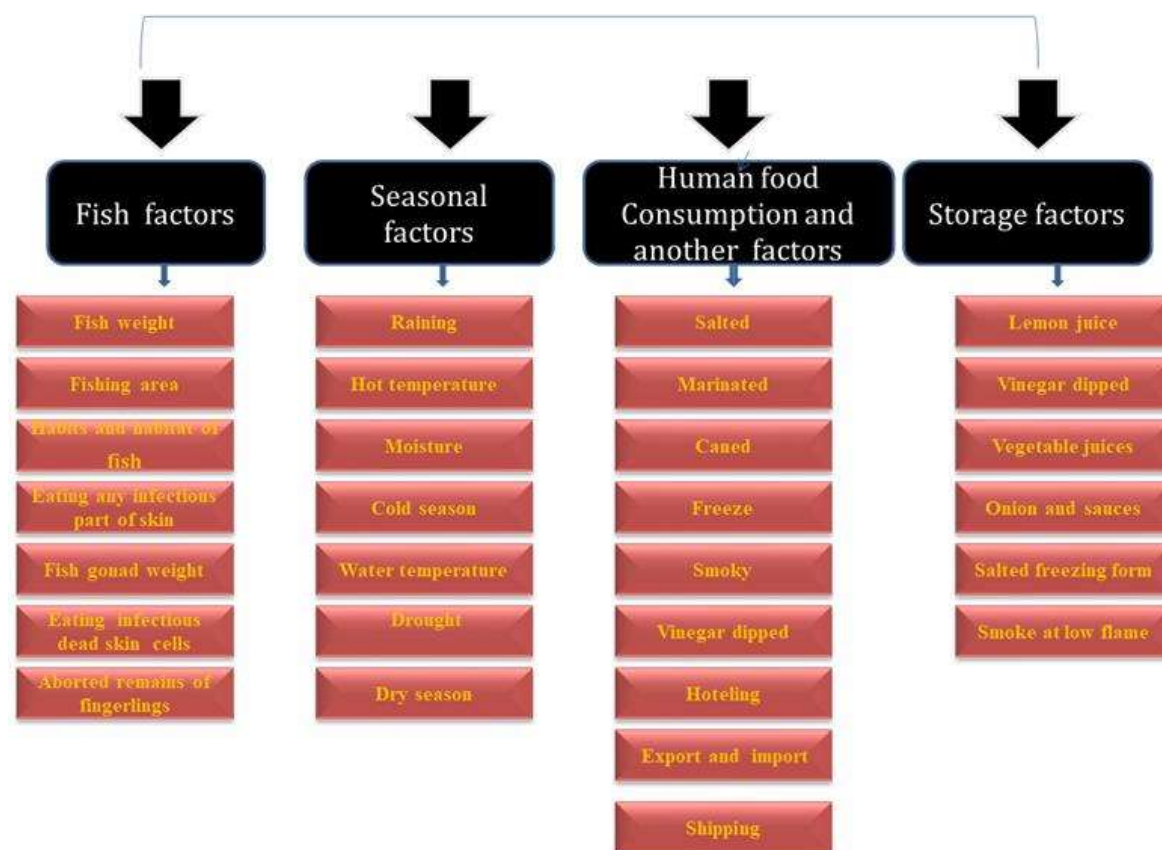 Fish factors
Seasonal
factors
Human food
Consumption and
another factors
Storage factors
Fish weight
Fishing area
Habits and habitat of
fish
Eating any infectious
part of skin
Fish gonad weight
Eating infectious
dead skin cells
Aborted remains of
fingerlings
Raining
Hot temperature
Moisture
Cold season
Water temperature
Drought
Dry season
Salted
Marinated
Caned
Freeze
Smoky
Vinegar dipped
Hoteling
Export and import
Shipping
Lemon juice
Vinegar dipped
Vegetable juices
Onion and sauces
Salted freezing form
Smoke at low flame